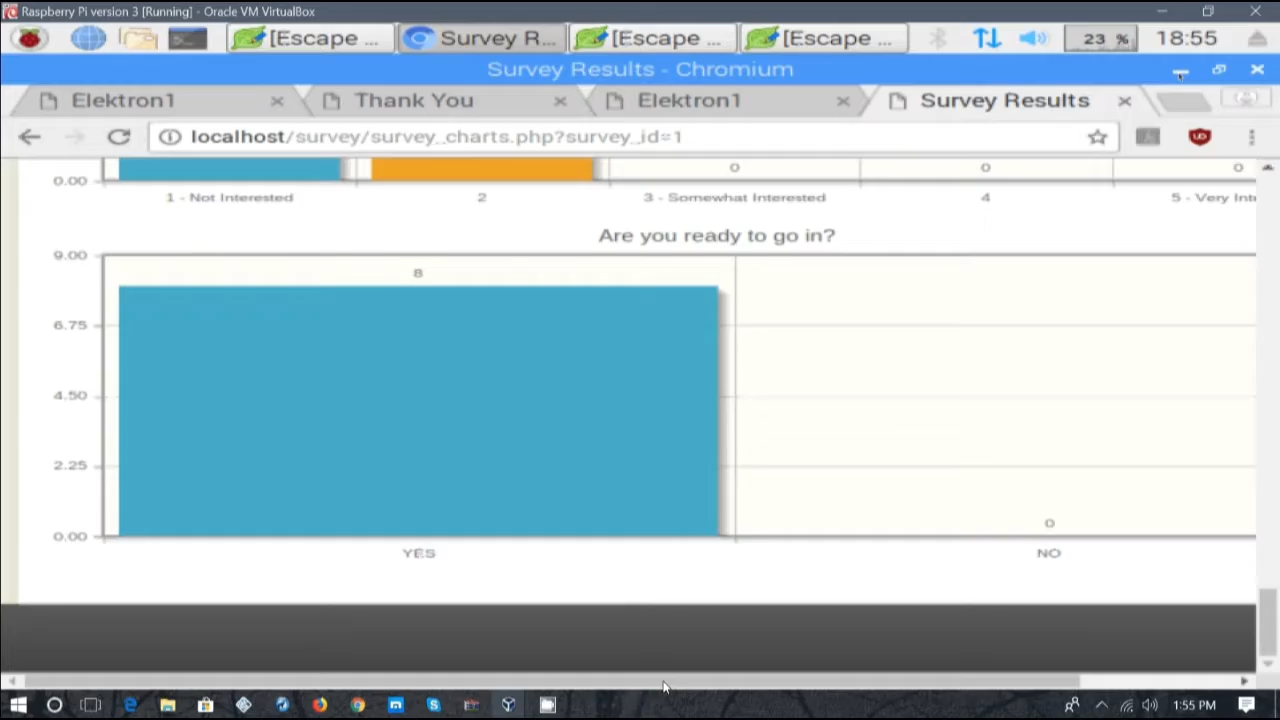 Raspberry Pi version 3 [Running] - Oracle VM VirtualBox
[Escape ... Survey R... [Escape ... [Escape ... 23 % 18:55
Survey Results - Chromium
Elektron1 Thank You Elektron1 Survey Results
localhost/survey/survey_charts.php?survey_id=1
0 0 0
0.00
1 - Not Interested 2 3 - Somewhat Interested 4 5 - Very Int
Are you ready to go in?
9.00
8
6.75
4.50
2.25
0
0.00
YES NO
1:55 PM